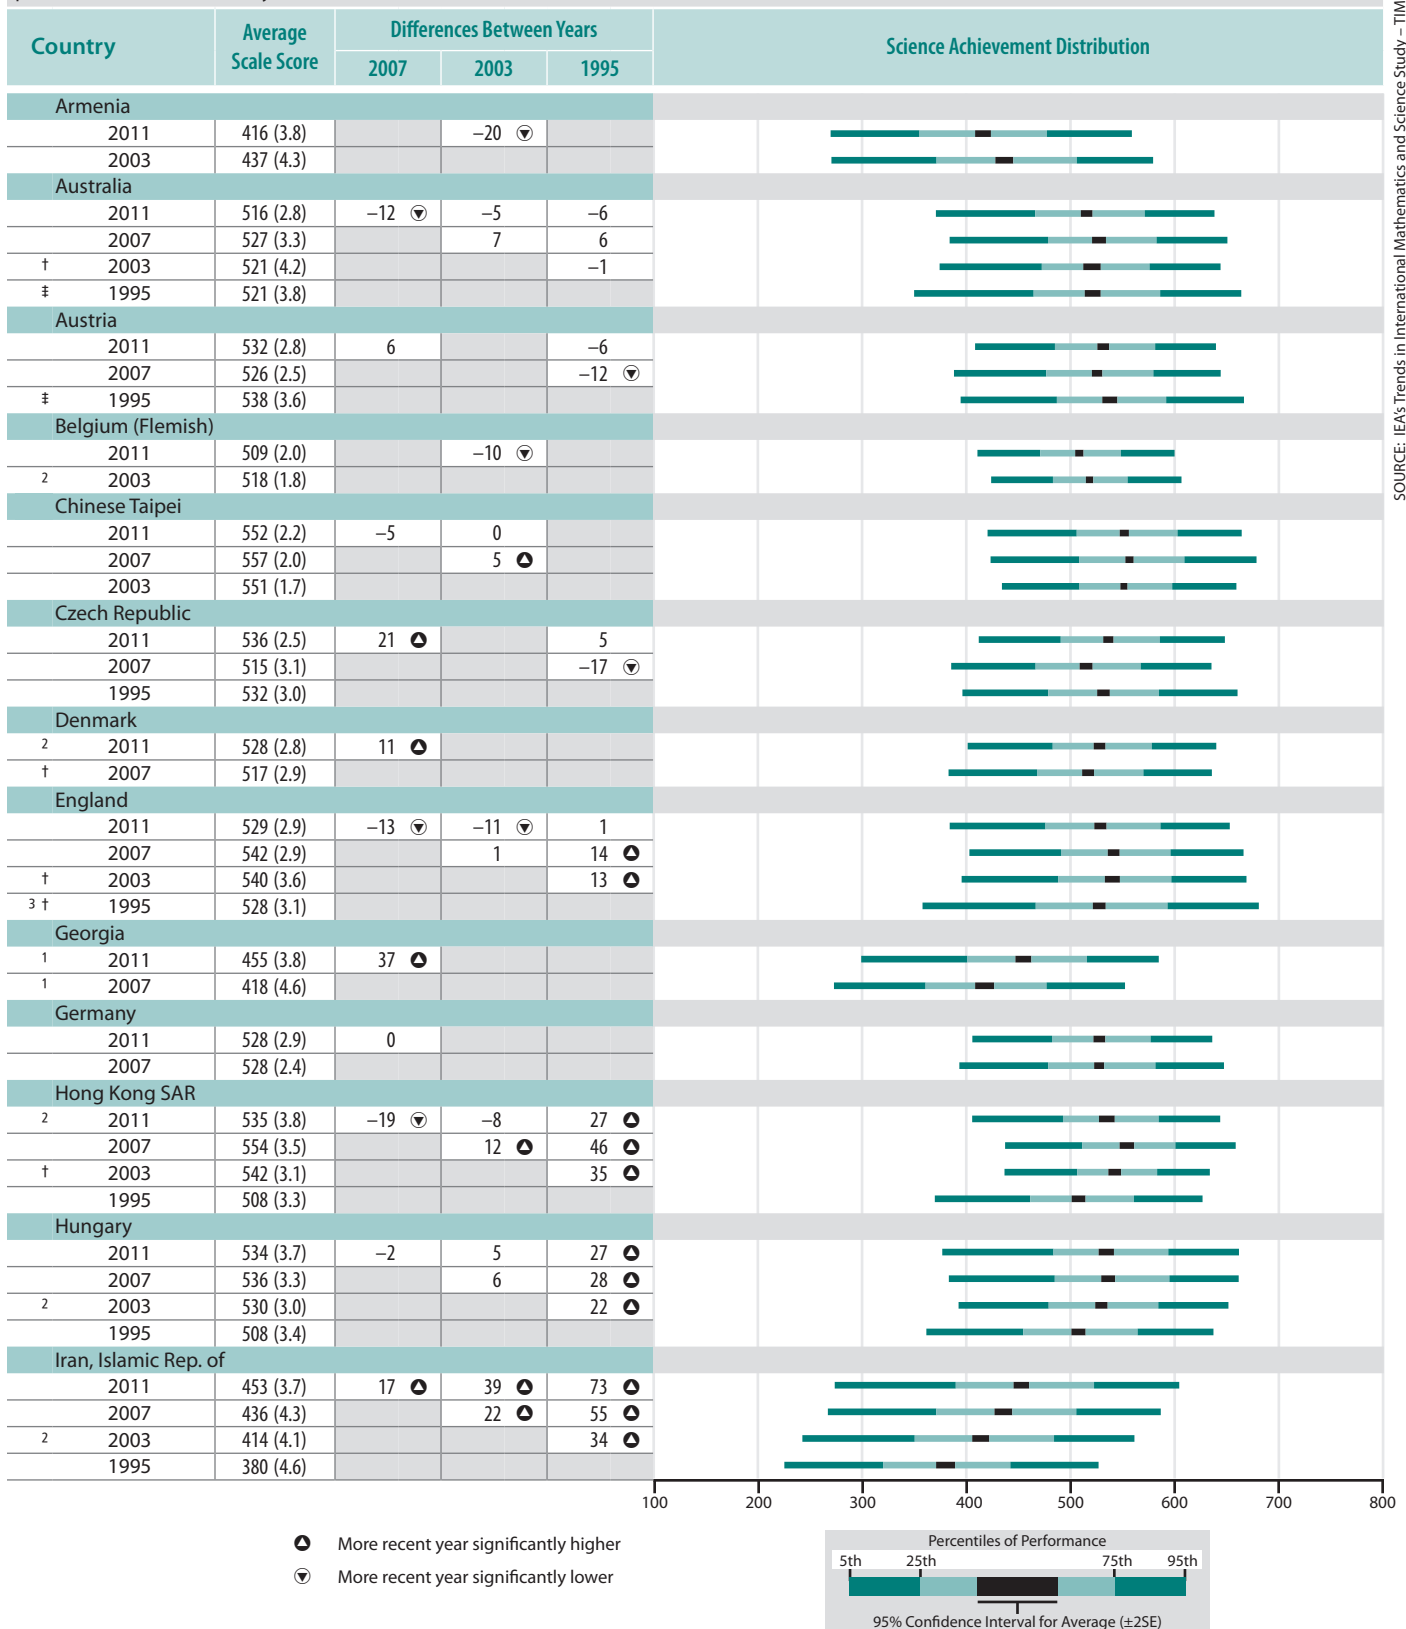 Country Average Scale Score Differences Between Years Science Achievement Distribution
2007 2003 1995
Armenia
2011 416 (3.8) –20
2003 437 (4.3)
Australia
2011 516 (2.8) –12 –5 –6
2007 527 (3.3) 7 6
† 2003 521 (4.2) –1
‡ 1995 521 (3.8)
Austria
2011 532 (2.8) 6 –6
2007 526 (2.5) –12
‡ 1995 538 (3.6)
Belgium (Flemish)
2011 509 (2.0) –10
2 2003 518 (1.8)
Chinese Taipei
2011 552 (2.2) –5 0
2007 557 (2.0) 5
2003 551 (1.7)
Czech Republic
2011 536 (2.5) 21 5
2007 515 (3.1) –17
1995 532 (3.0)
Denmark
2 2011 528 (2.8) 11
† 2007 517 (2.9)
England
2011 529 (2.9) –13 –11 1
2007 542 (2.9) 1 14
† 2003 540 (3.6) 13
3 † 1995 528 (3.1)
Georgia
1 2011 455 (3.8) 37
1 2007 418 (4.6)
Germany
2011 528 (2.9) 0
2007 528 (2.4)
Hong Kong SAR
2 2011 535 (3.8) –19 –8 27
2007 554 (3.5) 12 46
† 2003 542 (3.1) 35
1995 508 (3.3)
Hungary
2011 534 (3.7) –2 5 27
2007 536 (3.3) 6 28
2 2003 530 (3.0) 22
1995 508 (3.4)
Iran, Islamic Rep. of
2011 453 (3.7) 17 39 73
2007 436 (4.3) 22 55
2 2003 414 (4.1) 34
1995 380 (4.6)
100 200 300 400 500 600 700 800
More recent year significantly higher
More recent year significantly lower
Percentiles of Performance
5th 25th 75th 95th
95% Confidence Interval for Average (±2SE)
SOURCE: IEA's Trends in International Mathematics and Science Study – TIM